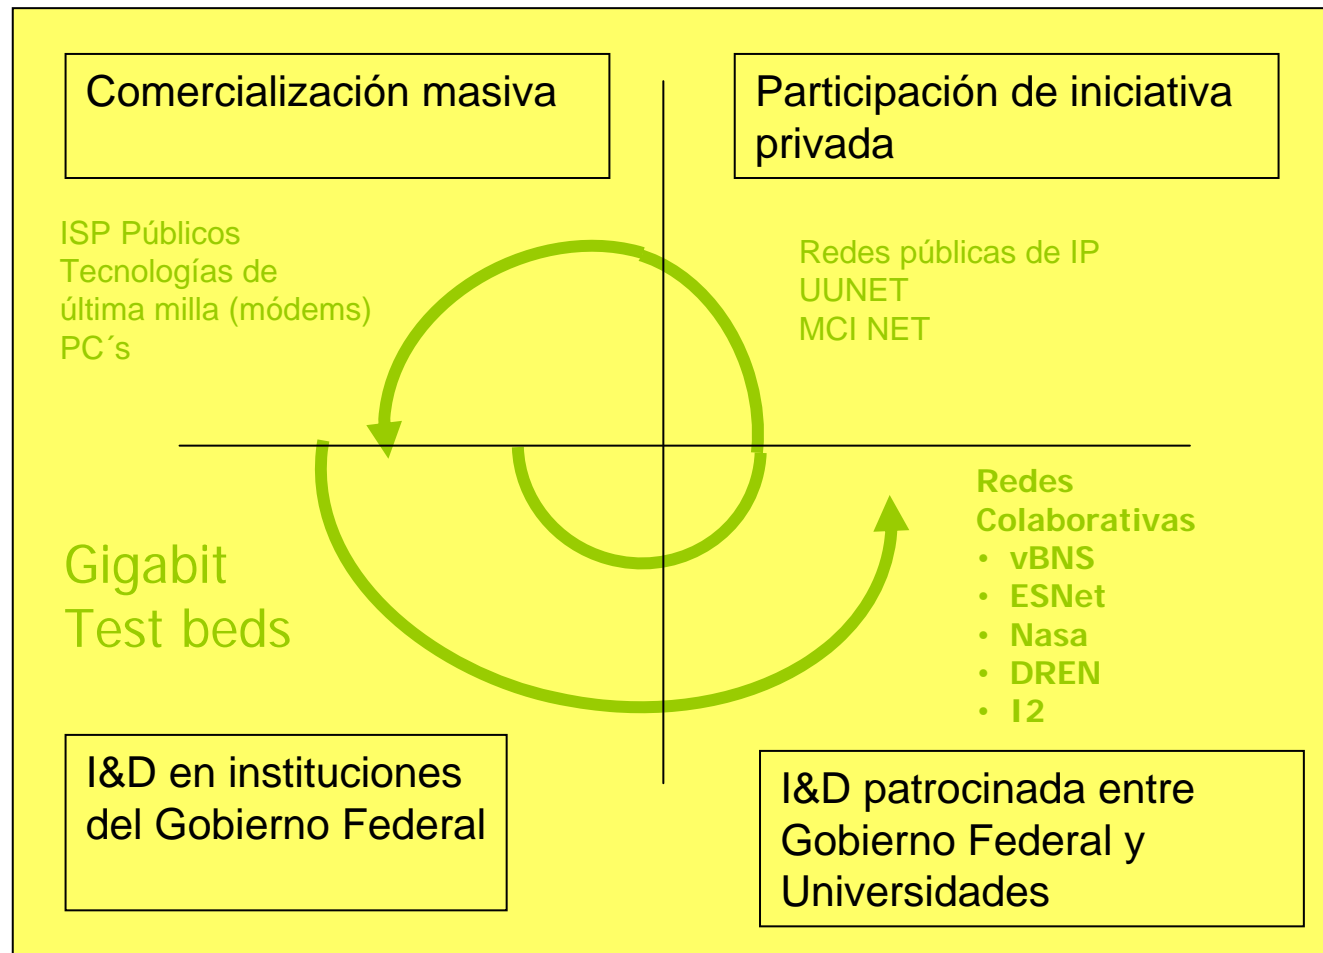 Comercialización masiva
Participación de iniciativa
privada
ISP Públicos
Tecnologías de
última milla (módems)
PC´s
Redes públicas de IP
UUNET
MCI NET
Gigabit
Test beds
Redes
Colaborativas
• vBNS
• ESNet
• Nasa
• DREN
• I2
I&D en instituciones
del Gobierno Federal
I&D patrocinada entre
Gobierno Federal y
Universidades